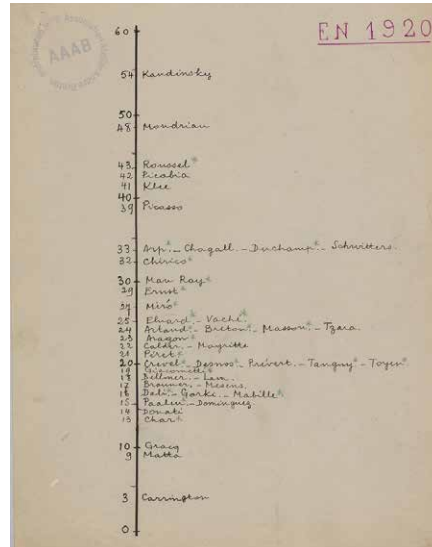 AAAB
EN 1920
60
54 Kandinsky
50
48 Mondrian
43 Roussel*
42 Picabia
41 Klee
40
39 Picasso
33 Arp*. - Chagall. - Duchamp*. - Schwitters.
32 Chirico*
30 Man Ray*
29 Ernst*
27 Miró*
25 Eluard*. - Vaché*.
24 Artaud*. - Breton*. - Masson*. - Tzara.
23 Aragon*
22 Calder. - Magritte
21 Péret*
20 Crevel*. - Desnos*. Prévert. - Tanguy*. - Toyen*.
19 Giacometti*
18 Bellmer. - Lam.
17 Brauner. - Mesens.
16 Dali*. - Gorki. - Mabille*
15 Paalen. - Dominguez
14 Donati
13 Char*
10 Gracq
9 Matta
3 Carrington
0